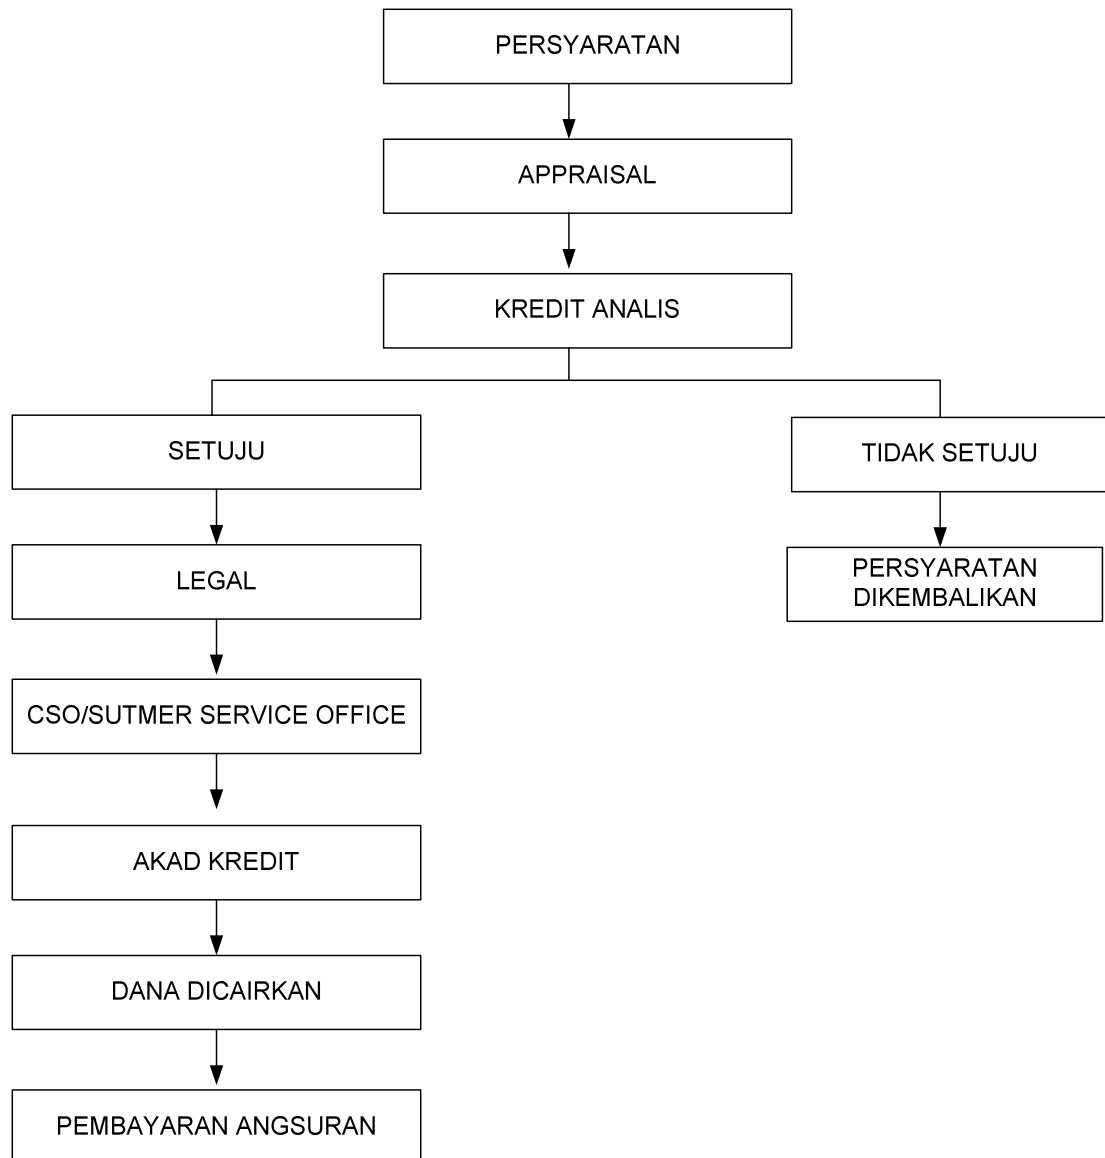 PERSYARATAN
APPRAISAL
KREDIT ANALIS
SETUJU
TIDAK SETUJU
LEGAL
PERSYARATAN
DIKEMBALIKAN
CSO/SUTMER SERVICE OFFICE
AKAD KREDIT
DANA DICAIRKAN
PEMBAYARAN ANGSURAN